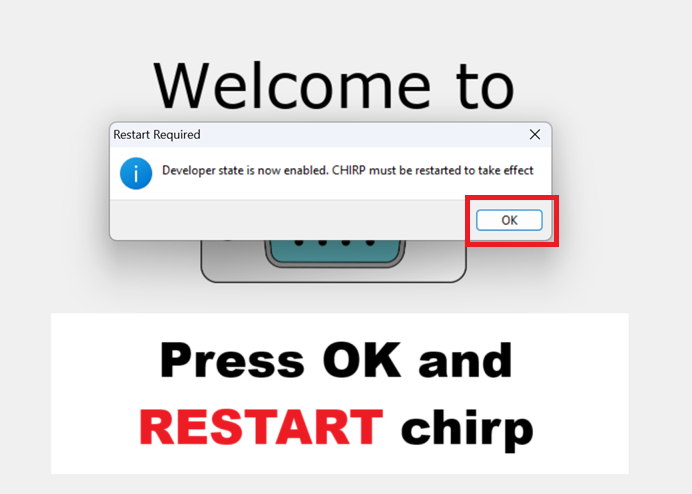 Welcome to
Restart Required
Developer state is now enabled. CHIRP must be restarted to take effect
OK
Press OK and
RESTART chirp